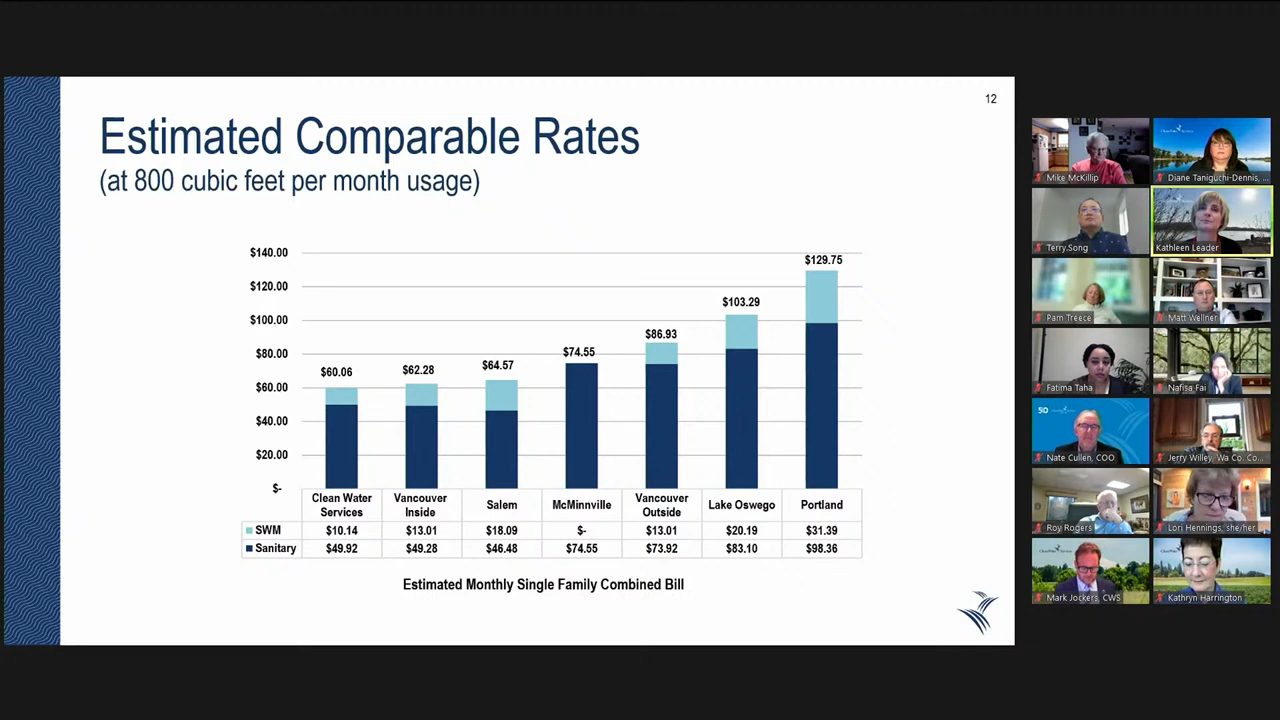 12
Estimated Comparable Rates
(at 800 cubic feet per month usage)
$140.00
$120.00
$100.00
$80.00
$60.00
$40.00
$20.00
$-
$60.06
$62.28
$64.57
$74.55
$86.93
$103.29
$129.75
Clean Water Services
Vancouver Inside
Salem
McMinnville
Vancouver Outside
Lake Oswego
Portland
SWM $10.14 $13.01 $18.09 $- $13.01 $20.19 $31.39
Sanitary $49.92 $49.28 $46.48 $74.55 $73.92 $83.10 $98.36
Estimated Monthly Single Family Combined Bill
Mike McKillip
Diane Taniguchi-Dennis, ...
Terry.Song
Kathleen Leader
Pam Treece
Matt Wellner
Fatima Taha
Nafisa Fai
50
Nate Cullen, COO
Jerry Willey, Wa Co. Co...
Roy Rogers
Lori Hennings, she/her
Mark Jockers, CWS
Kathryn Harrington